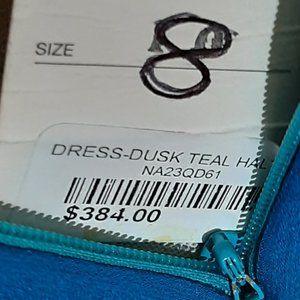 SIZE 8
DRESS-DUSK TEAL HAL
NA23QD61
$384.00